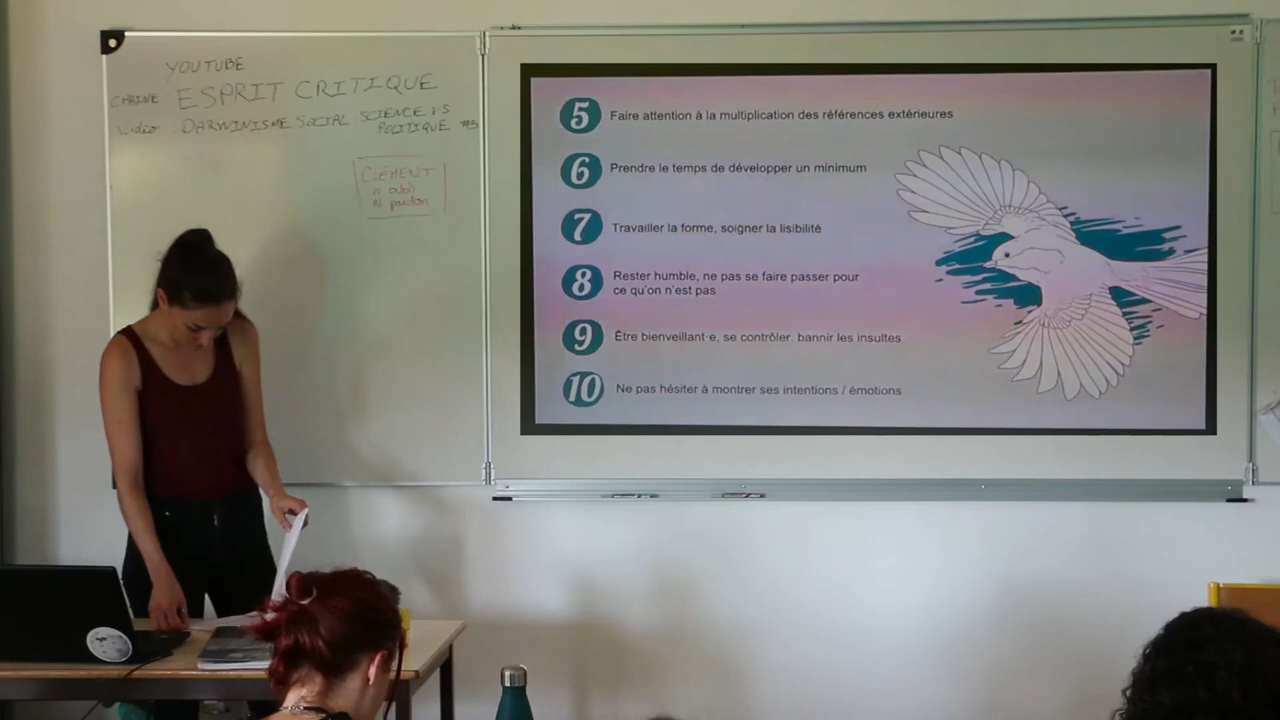 YOUTUBE
CHAINE : ESPRIT CRITIQUE
Vidéo : DARWINISME SOCIAL SCIENCE VS
POLITIQUE #5
CLÉMENT
n oubli
N pardon
5 Faire attention à la multiplication des références extérieures
6 Prendre le temps de développer un minimum
7 Travailler la forme, soigner la lisibilité
8 Rester humble, ne pas se faire passer pour
ce qu'on n'est pas
9 Être bienveillant·e, se contrôler, bannir les insultes
10 Ne pas hésiter à montrer ses intentions / émotions